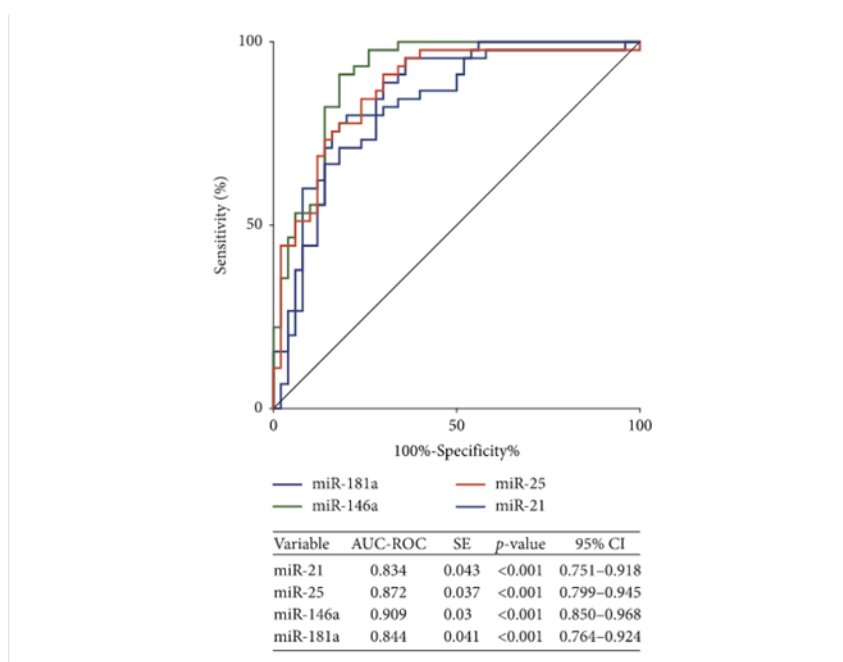 100
50
0
Sensitivity (%)
0 50 100
100%-Specificity%
miR-181a miR-25
miR-146a miR-21
Variable AUC-ROC SE p-value 95% CI
miR-21 0.834 0.043 <0.001 0.751–0.918
miR-25 0.872 0.037 <0.001 0.799–0.945
miR-146a 0.909 0.03 <0.001 0.850–0.968
miR-181a 0.844 0.041 <0.001 0.764–0.924